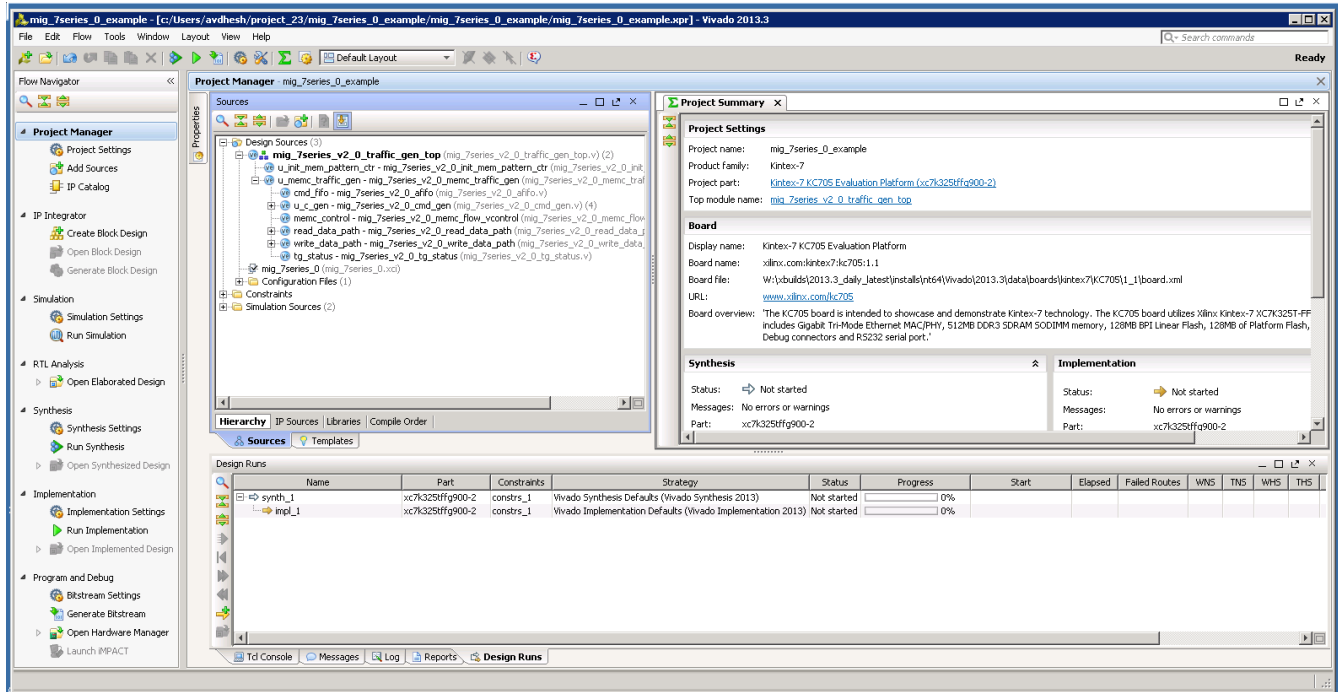 mig_7series_0_example - [c:/Users/avdhesh/project_23/mig_7series_0_example/mig_7series_0_example/mig_7series_0_example.xpr] - Vivado 2013.3
File Edit Flow Tools Window Layout View Help
Search commands
Default Layout
Ready
Flow Navigator
Project Manager
Project Settings
Add Sources
IP Catalog
IP Integrator
Create Block Design
Open Block Design
Generate Block Design
Simulation
Simulation Settings
Run Simulation
RTL Analysis
Open Elaborated Design
Synthesis
Synthesis Settings
Run Synthesis
Open Synthesized Design
Implementation
Implementation Settings
Run Implementation
Open Implemented Design
Program and Debug
Bitstream Settings
Generate Bitstream
Open Hardware Manager
Launch iMPACT
Project Manager - mig_7series_0_example
Properties
Sources
Design Sources (3)
mig_7series_v2_0_traffic_gen_top (mig_7series_v2_0_traffic_gen_top.v) (2)
u_init_mem_pattern_ctr - mig_7series_v2_0_init_mem_pattern_ctr (mig_7series_v2_0_init
u_memc_traffic_gen - mig_7series_v2_0_memc_traffic_gen (mig_7series_v2_0_memc_traf
cmd_fifo - mig_7series_v2_0_afifo (mig_7series_v2_0_afifo.v)
u_c_gen - mig_7series_v2_0_cmd_gen (mig_7series_v2_0_cmd_gen.v) (4)
memc_control - mig_7series_v2_0_memc_flow_vcontrol (mig_7series_v2_0_memc_flow
read_data_path - mig_7series_v2_0_read_data_path (mig_7series_v2_0_read_data_p
write_data_path - mig_7series_v2_0_write_data_path (mig_7series_v2_0_write_data_
tg_status - mig_7series_v2_0_tg_status (mig_7series_v2_0_tg_status.v)
mig_7series_0 (mig_7series_0.xci)
Configuration Files (1)
Constraints
Simulation Sources (2)
Hierarchy IP Sources Libraries Compile Order
Sources Templates
Project Summary
Project Settings
Project name: mig_7series_0_example
Product family: Kintex-7
Project part: Kintex-7 KC705 Evaluation Platform (xc7k325tffg900-2)
Top module name: mig_7series_v2_0_traffic_gen_top
Board
Display name: Kintex-7 KC705 Evaluation Platform
Board name: xilinx.com:kintex7:kc705:1.1
Board file: W:\xbuilds\2013.3_daily_latest\installs\nt64\Vivado\2013.3\data\boards\kintex7\KC705\1_1\board.xml
URL: www.xilinx.com/kc705
Board overview: 'The KC705 board is intended to showcase and demonstrate Kintex-7 technology. The KC705 board utilizes Xilinx Kintex-7 XC7K325T-FF
includes Gigabit Tri-Mode Ethernet MAC/PHY, 512MB DDR3 SDRAM SODIMM memory, 128MB BPI Linear Flash, 128MB of Platform Flash,
Debug connectors and RS232 serial port.'
Synthesis
Status: Not started
Messages: No errors or warnings
Part: xc7k325tffg900-2
Implementation
Status: Not started
Messages: No errors or warnings
Part: xc7k325tffg900-2
Design Runs
Name Part Constraints Strategy Status Progress Start Elapsed Failed Routes WNS TNS WHS THS
synth_1 xc7k325tffg900-2 constrs_1 Vivado Synthesis Defaults (Vivado Synthesis 2013) Not started 0%
impl_1 xc7k325tffg900-2 constrs_1 Vivado Implementation Defaults (Vivado Implementation 2013) Not started 0%
Tcl Console Messages Log Reports Design Runs